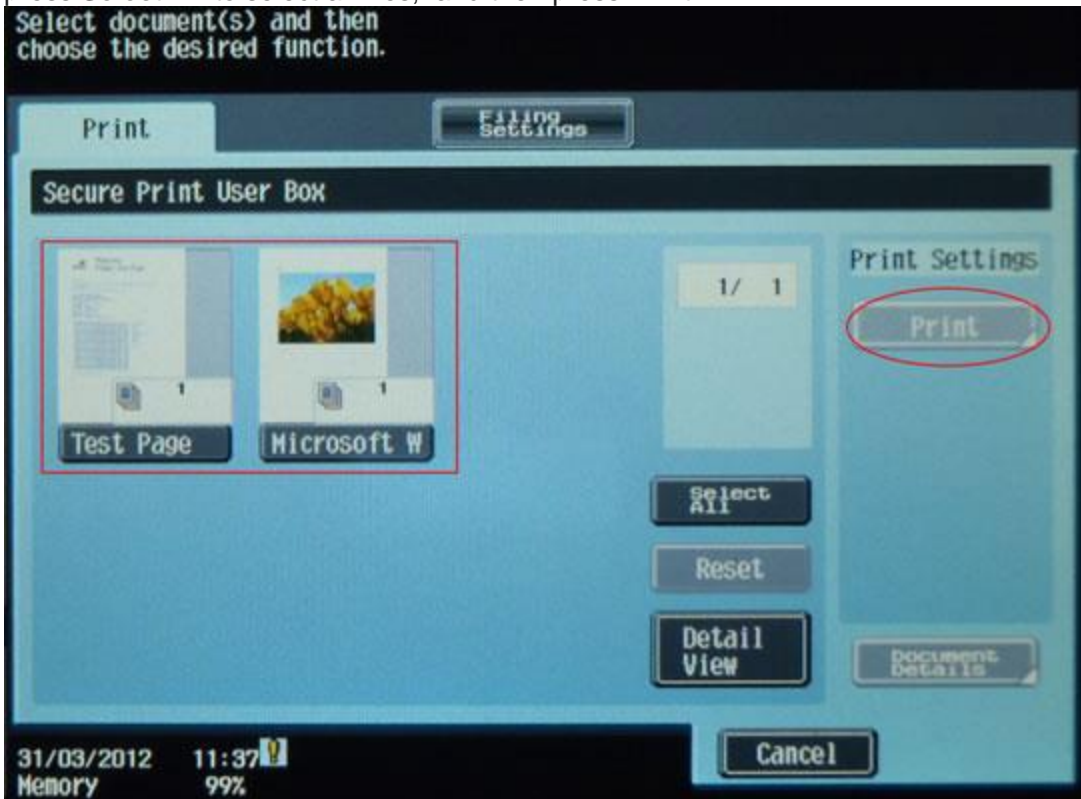 Select document(s) and then
choose the desired function.
Print
Filing
Settings
Secure Print User Box
1
Test Page
1
Microsoft W
1/ 1
Select
All
Reset
Detail
View
Print Settings
Print
Document
Details
31/03/2012 11:37
Memory 99%
Cancel